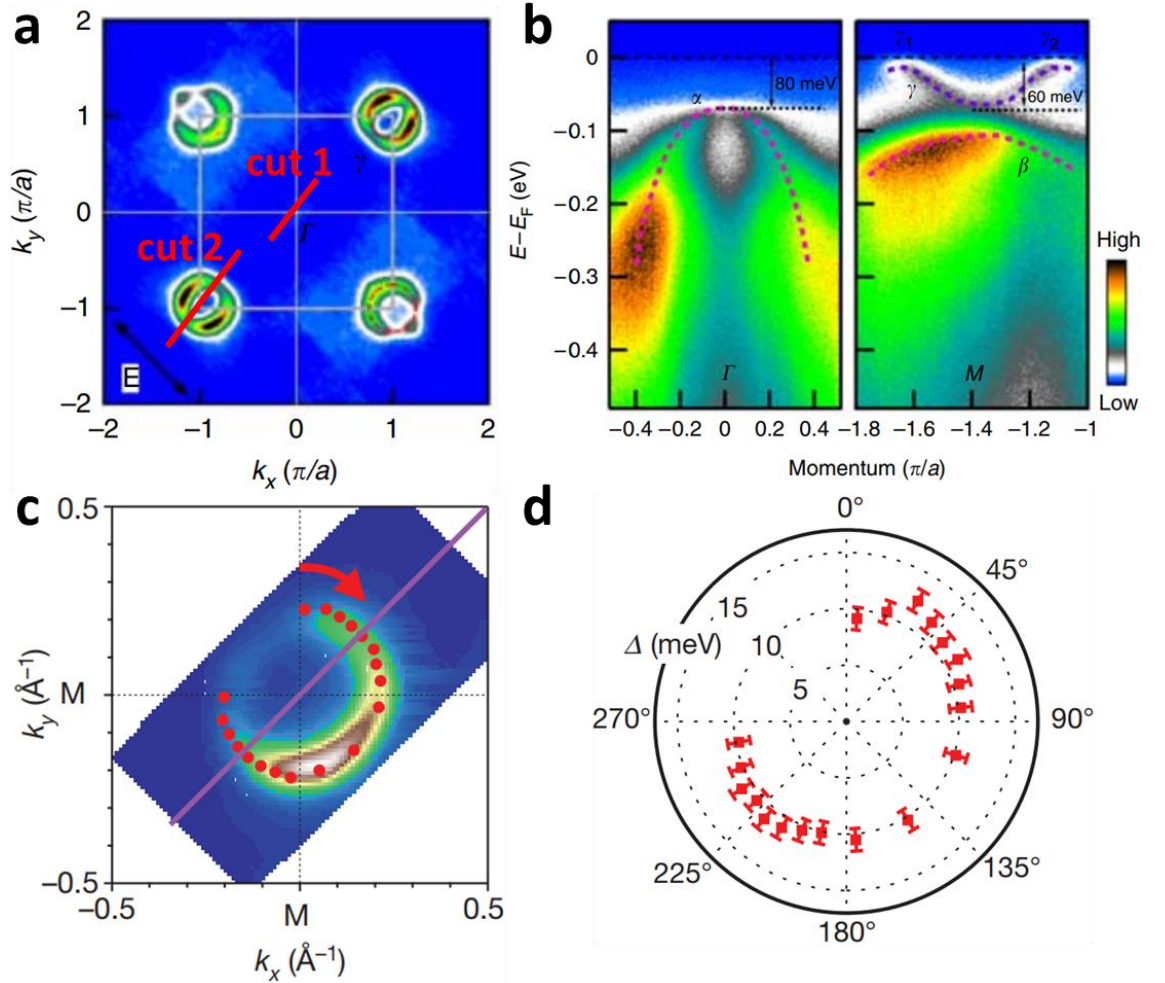 a
2
1
0
−1
−2
k_y (π/a)
cut 1
γ
Γ
cut 2
E
−2
−1
0
1
2
k_x (π/a)
b
0
−0.1
−0.2
−0.3
−0.4
E−E_F (eV)
α
80 meV
Γ
−0.4 −0.2 0 0.2 0.4
γ₁
γ₂
γ
60 meV
β
M
−1.8 −1.6 −1.4 −1.2 −1
Momentum (π/a)
High
Low
c
0.5
M
−0.5
k_y (Å⁻¹)
−0.5
M
0.5
k_x (Å⁻¹)
d
0°
45°
90°
135°
180°
225°
270°
15
Δ (meV)
10
5